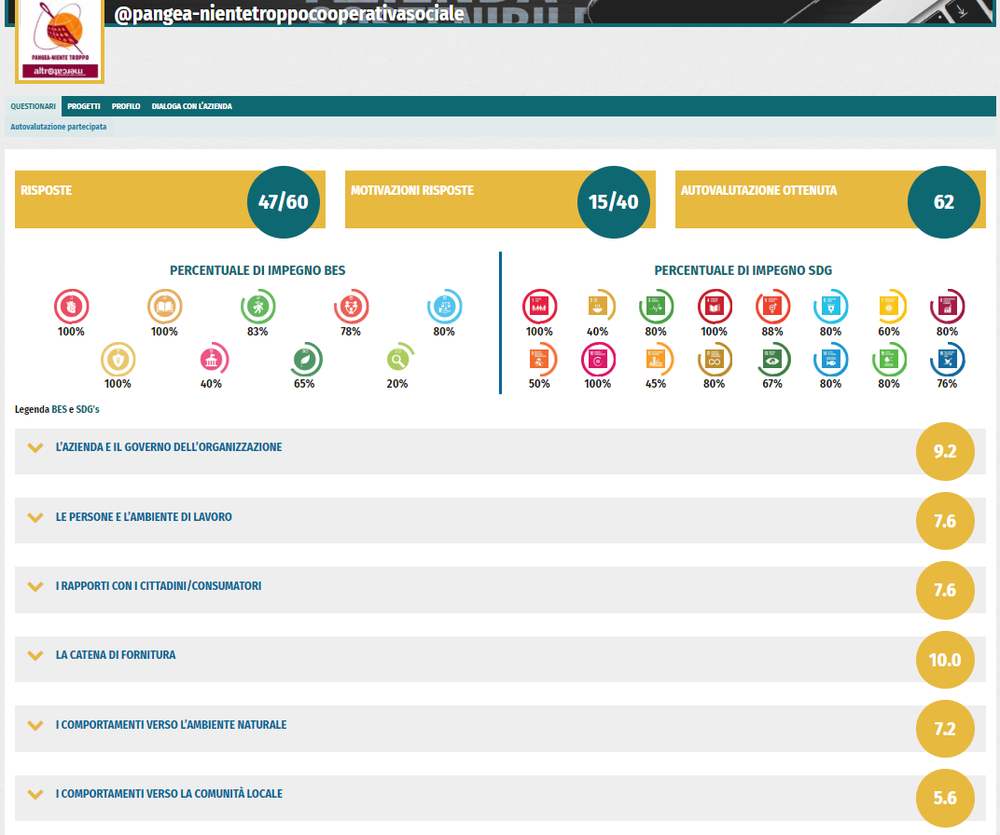 @pangea-nientetroppocooperativasociale
PANGEA-NIENTE TROPPO
altromercato
QUESTIONARI PROGETTI PROFILO DIALOGA CON L'AZIENDA
Autovalutazione partecipata
RISPOSTE 47/60 MOTIVAZIONI RISPOSTE 15/40 AUTOVALUTAZIONE OTTENUTA 62
PERCENTUALE DI IMPEGNO BES
100% 100% 83% 78% 80%
100% 40% 65% 20%
PERCENTUALE DI IMPEGNO SDG
100% 40% 80% 100% 88% 80% 60% 80%
50% 100% 45% 80% 67% 80% 80% 76%
Legenda BES e SDG's
L'AZIENDA E IL GOVERNO DELL'ORGANIZZAZIONE 9.2
LE PERSONE E L'AMBIENTE DI LAVORO 7.6
I RAPPORTI CON I CITTADINI/CONSUMATORI 7.6
LA CATENA DI FORNITURA 10.0
I COMPORTAMENTI VERSO L'AMBIENTE NATURALE 7.2
I COMPORTAMENTI VERSO LA COMUNITÀ LOCALE 5.6